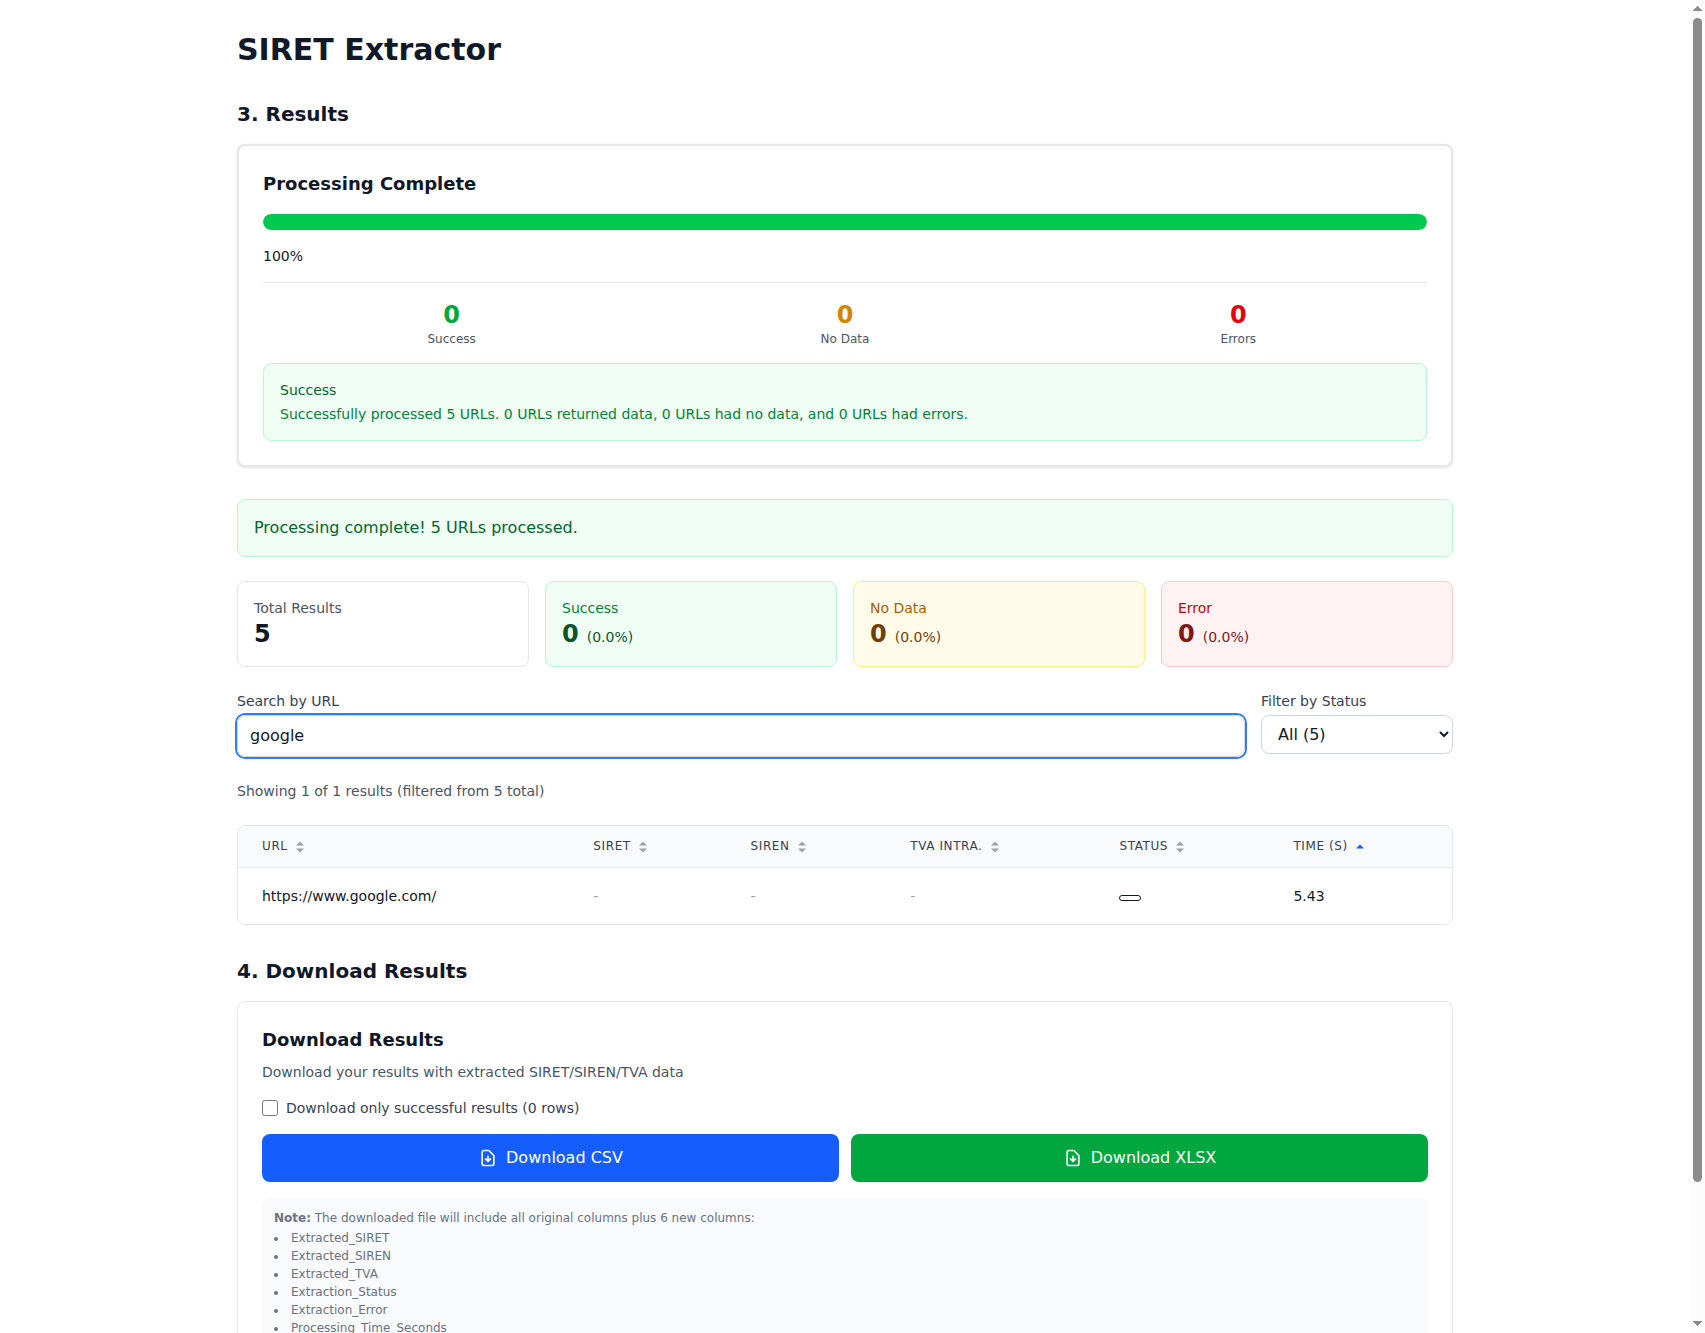 SIRET Extractor
3. Results
Processing Complete
100%
0 0 0
Success No Data Errors
Success
Successfully processed 5 URLs. 0 URLs returned data, 0 URLs had no data, and 0 URLs had errors.
Processing complete! 5 URLs processed.
Total Results Success No Data Error
5 0 (0.0%) 0 (0.0%) 0 (0.0%)
Search by URL Filter by Status
google All (5)
Showing 1 of 1 results (filtered from 5 total)
URL SIRET SIREN TVA INTRA. STATUS TIME (S)
https://www.google.com/ - - - 5.43
4. Download Results
Download Results
Download your results with extracted SIRET/SIREN/TVA data
Download only successful results (0 rows)
Download CSV Download XLSX
Note: The downloaded file will include all original columns plus 6 new columns:
• Extracted_SIRET
• Extracted_SIREN
• Extracted_TVA
• Extraction_Status
• Extraction_Error
• Processing_Time_Seconds